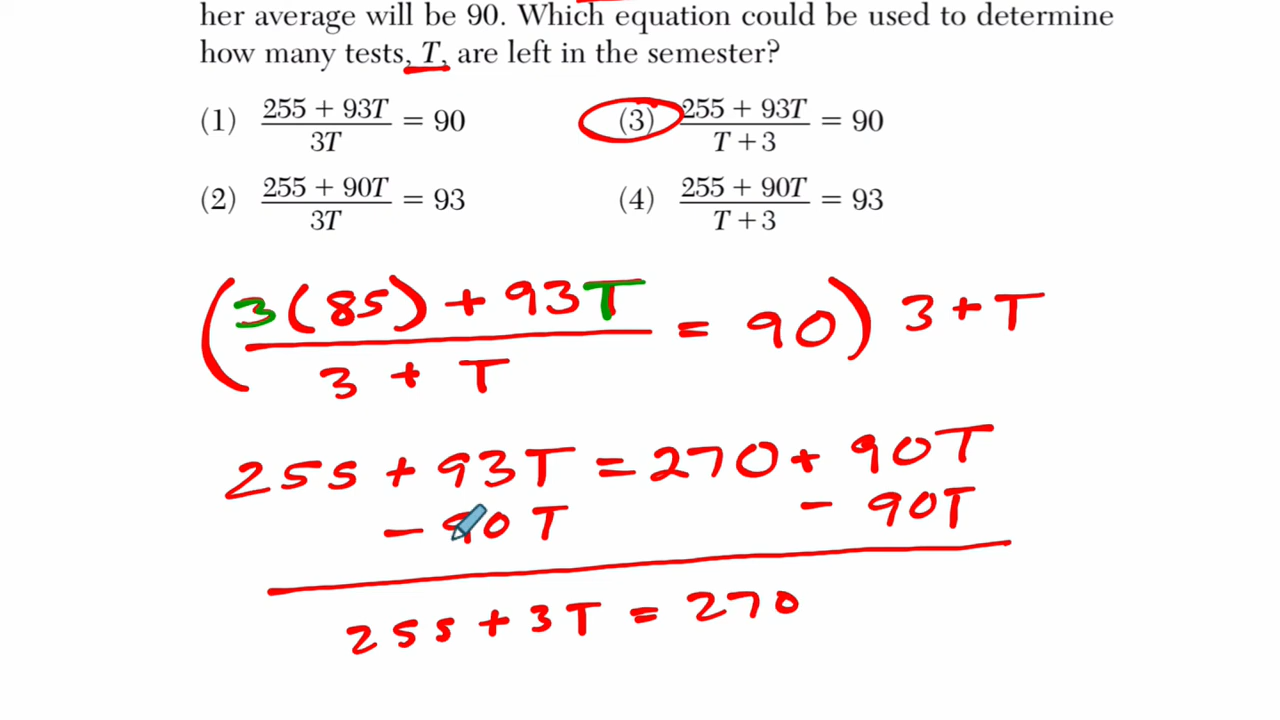 her average will be 90. Which equation could be used to determine
how many tests, T, are left in the semester?
(1) (255 + 93T)/(3T) = 90 (3) (255 + 93T)/(T + 3) = 90
(2) (255 + 90T)/(3T) = 93 (4) (255 + 90T)/(T + 3) = 93
((3(85) + 93T)/(3 + T) = 90) 3 + T
255 + 93T = 270 + 90T
- 90T - 90T
255 + 3T = 270